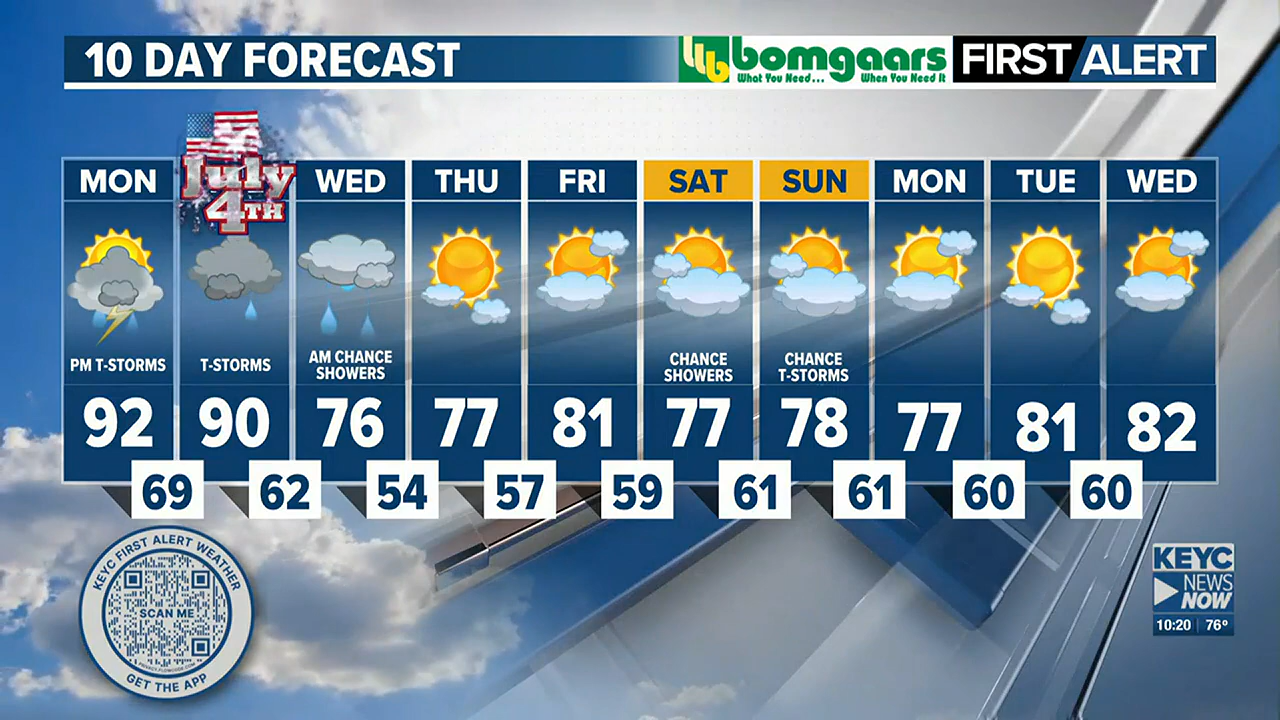 10 DAY FORECAST
bomgaars
What You Need... When You Need It
FIRST ALERT
MON
July
4TH
WED
THU
FRI
SAT
SUN
MON
TUE
WED
PM T-STORMS
T-STORMS
AM CHANCE
SHOWERS
CHANCE
SHOWERS
CHANCE
T-STORMS
92
90
76
77
81
77
78
77
81
82
69
62
54
57
59
61
61
60
60
KEYC FIRST ALERT WEATHER
SCAN ME
GET THE APP
KEYC
NEWS
NOW
10:20 76°